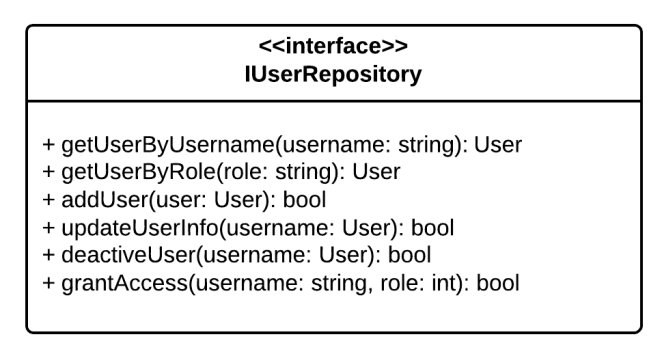 <<interface>>
IUserRepository
+ getUserByUsername(username: string): User
+ getUserByRole(role: string): User
+ addUser(user: User): bool
+ updateUserInfo(username: User): bool
+ deactiveUser(username: User): bool
+ grantAccess(username: string, role: int): bool